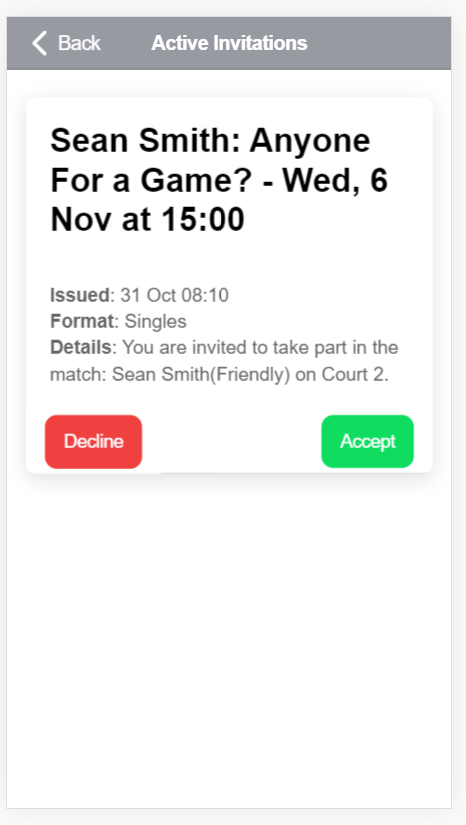 Back
Active Invitations
Sean Smith: Anyone
For a Game? - Wed, 6
Nov at 15:00
Issued: 31 Oct 08:10
Format: Singles
Details: You are invited to take part in the
match: Sean Smith(Friendly) on Court 2.
Decline
Accept